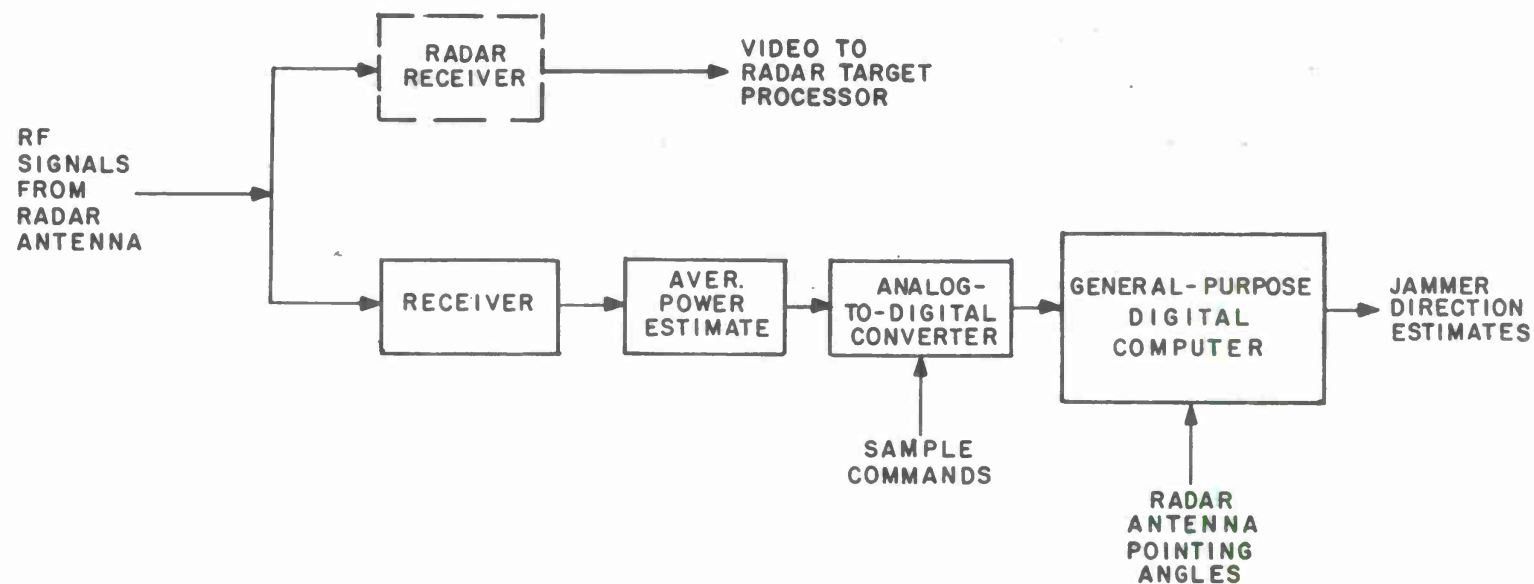 RADAR
RECEIVER
VIDEO TO
RADAR TARGET
PROCESSOR
RF
SIGNALS
FROM
RADAR
ANTENNA
RECEIVER
AVER.
POWER
ESTIMATE
ANALOG-
TO-DIGITAL
CONVERTER
GENERAL-PURPOSE
DIGITAL
COMPUTER
JAMMER
DIRECTION
ESTIMATES
SAMPLE
COMMANDS
RADAR
ANTENNA
POINTING
ANGLES